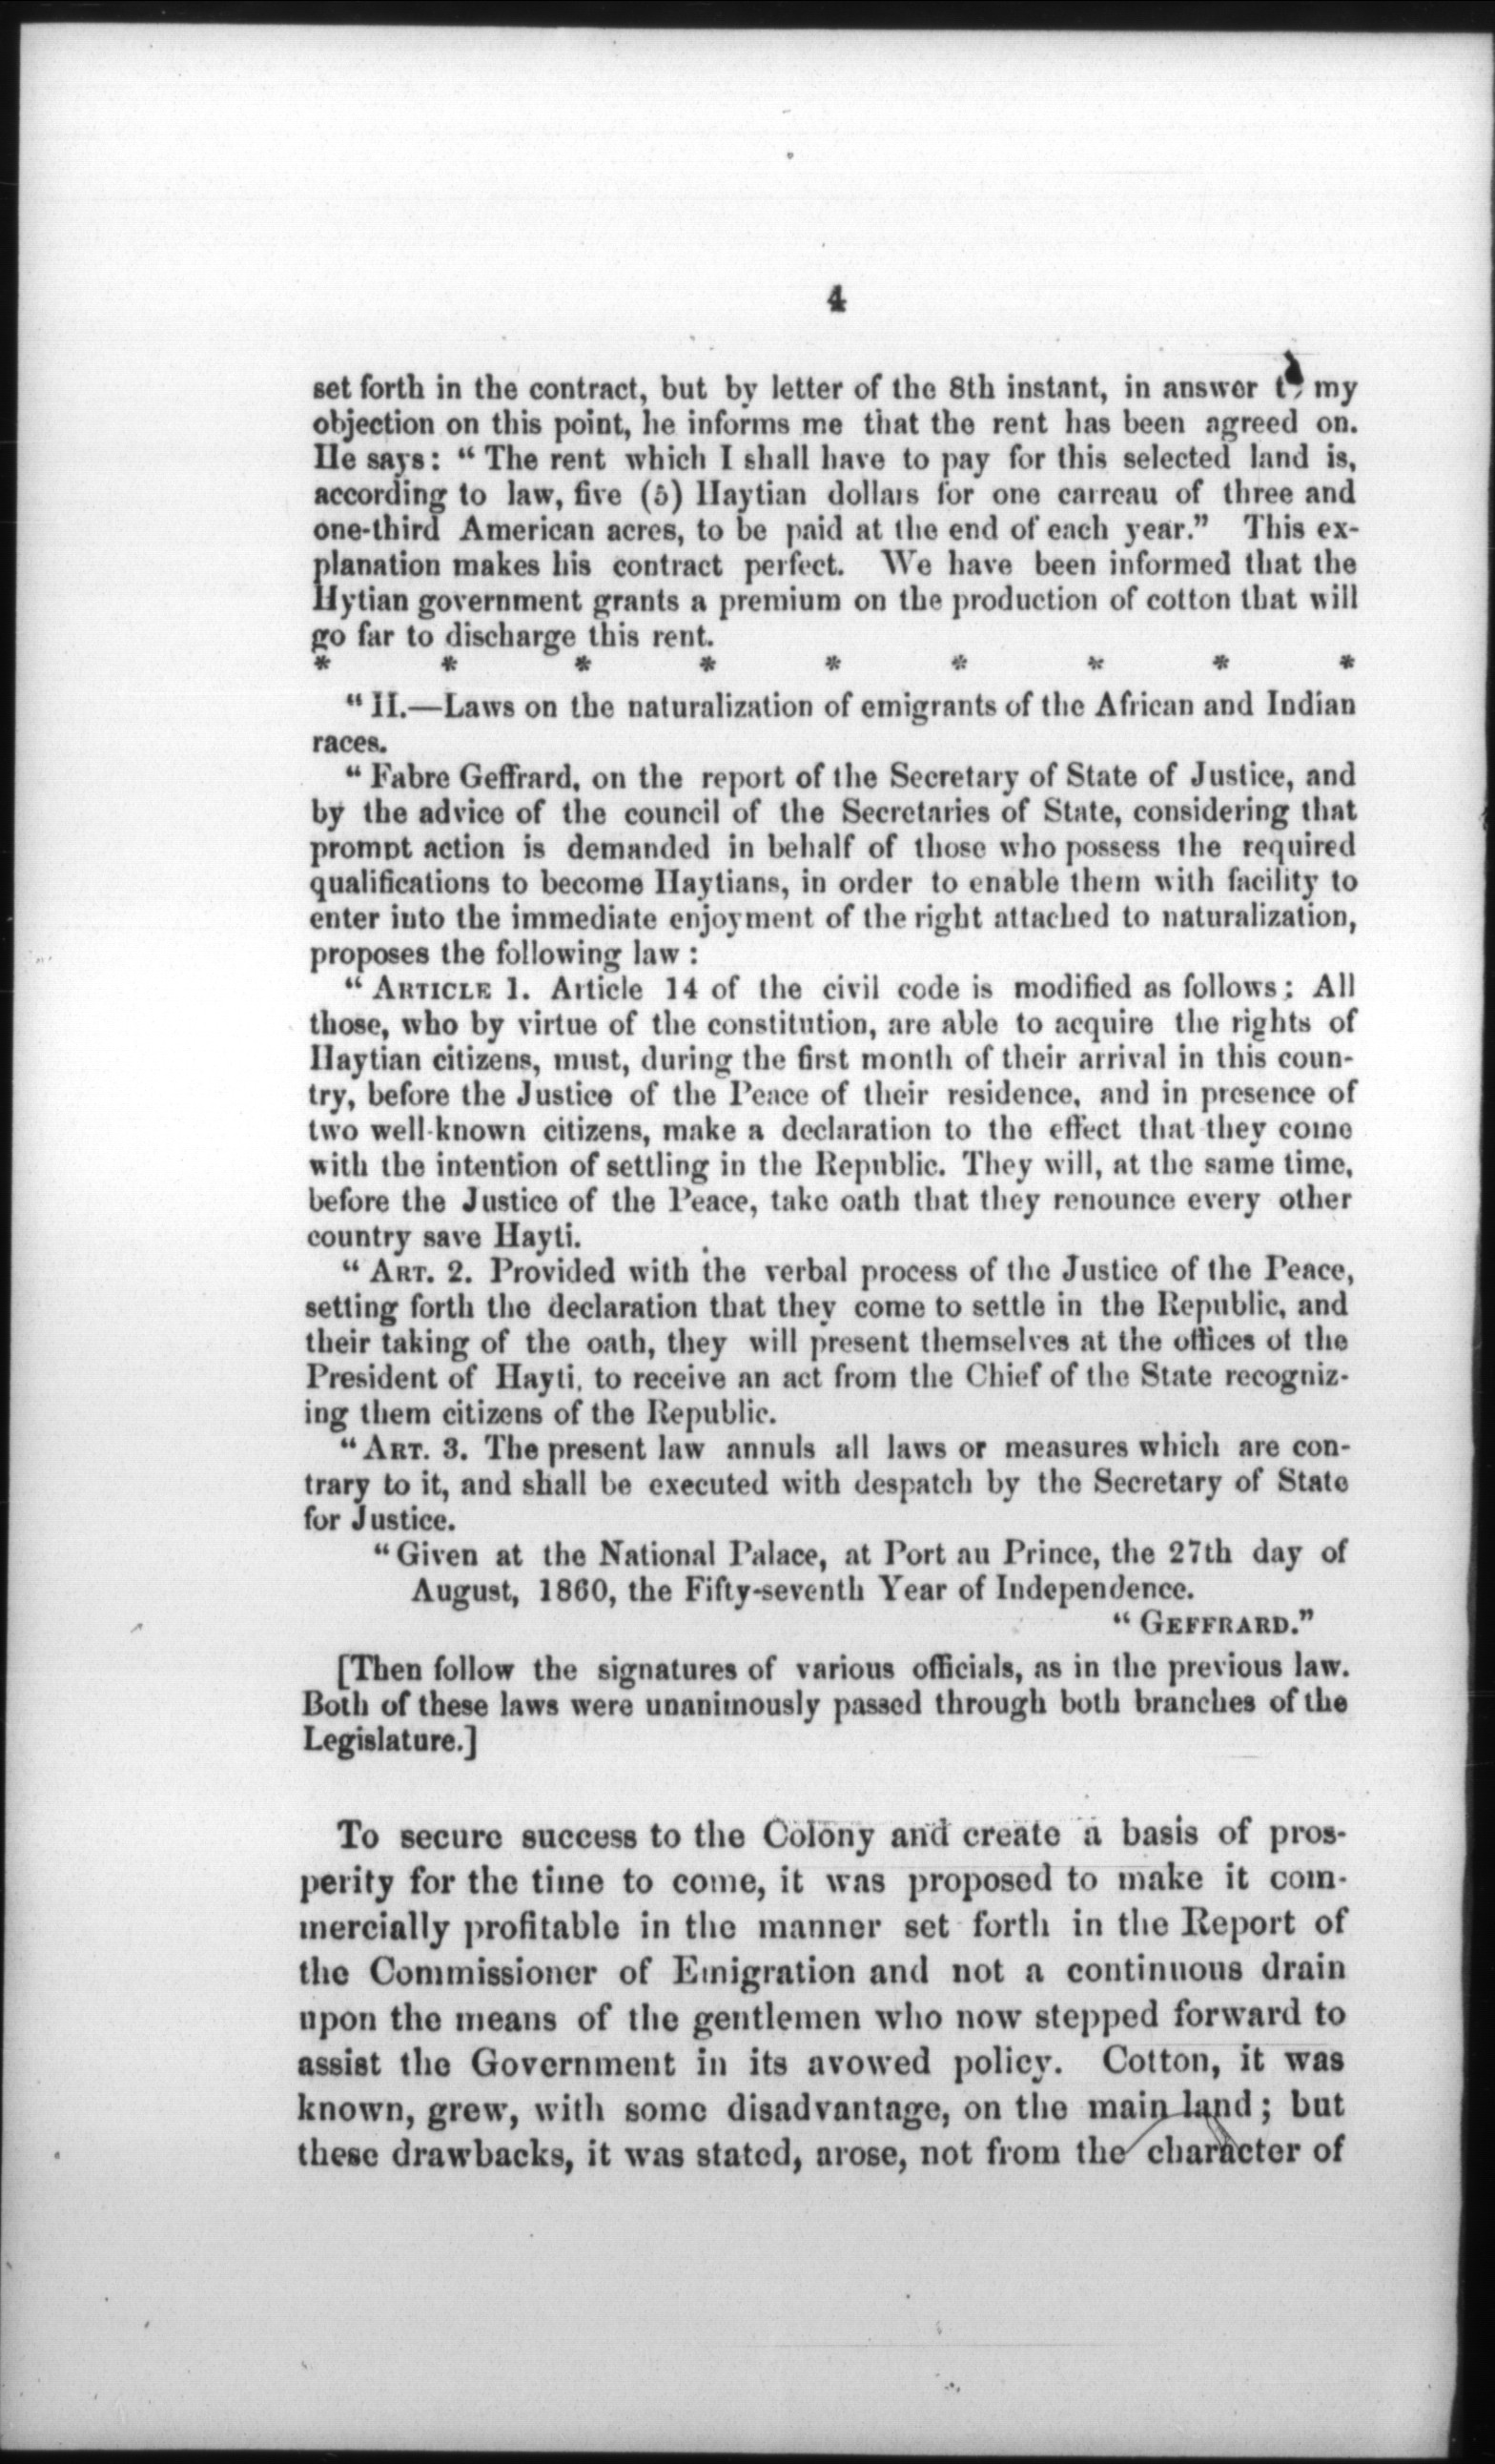 4
set forth in the contract, but by letter of the 8th instant, in answer to my
objection on this point, he informs me that the rent has been agreed on.
He says: “ The rent which I shall have to pay for this selected land is,
according to law, five (5) Haytian dollars for one carreau of three and
one-third American acres, to be paid at the end of each year.” This ex-
planation makes his contract perfect. We have been informed that the
Hytian government grants a premium on the production of cotton that will
go far to discharge this rent.
* * * * * * * * *
“ II.—Laws on the naturalization of emigrants of the African and Indian
races.
“ Fabre Geffrard, on the report of the Secretary of State of Justice, and
by the advice of the council of the Secretaries of State, considering that
prompt action is demanded in behalf of those who possess the required
qualifications to become Haytians, in order to enable them with facility to
enter into the immediate enjoyment of the right attached to naturalization,
proposes the following law :
“ ARTICLE 1. Article 14 of the civil code is modified as follows: All
those, who by virtue of the constitution, are able to acquire the rights of
Haytian citizens, must, during the first month of their arrival in this coun-
try, before the Justice of the Peace of their residence, and in presence of
two well-known citizens, make a declaration to the effect that they come
with the intention of settling in the Republic. They will, at the same time,
before the Justice of the Peace, take oath that they renounce every other
country save Hayti.
“ ART. 2. Provided with the verbal process of the Justice of the Peace,
setting forth the declaration that they come to settle in the Republic, and
their taking of the oath, they will present themselves at the offices of the
President of Hayti, to receive an act from the Chief of the State recogniz-
ing them citizens of the Republic.
“ ART. 3. The present law annuls all laws or measures which are con-
trary to it, and shall be executed with despatch by the Secretary of State
for Justice.
“ Given at the National Palace, at Port au Prince, the 27th day of
August, 1860, the Fifty-seventh Year of Independence.
“ GEFFRARD.”
[Then follow the signatures of various officials, as in the previous law.
Both of these laws were unanimously passed through both branches of the
Legislature.]
To secure success to the Colony and create a basis of pros-
perity for the time to come, it was proposed to make it com-
mercially profitable in the manner set forth in the Report of
the Commissioner of Emigration and not a continuous drain
upon the means of the gentlemen who now stepped forward to
assist the Government in its avowed policy. Cotton, it was
known, grew, with some disadvantage, on the main land; but
these drawbacks, it was stated, arose, not from the character of